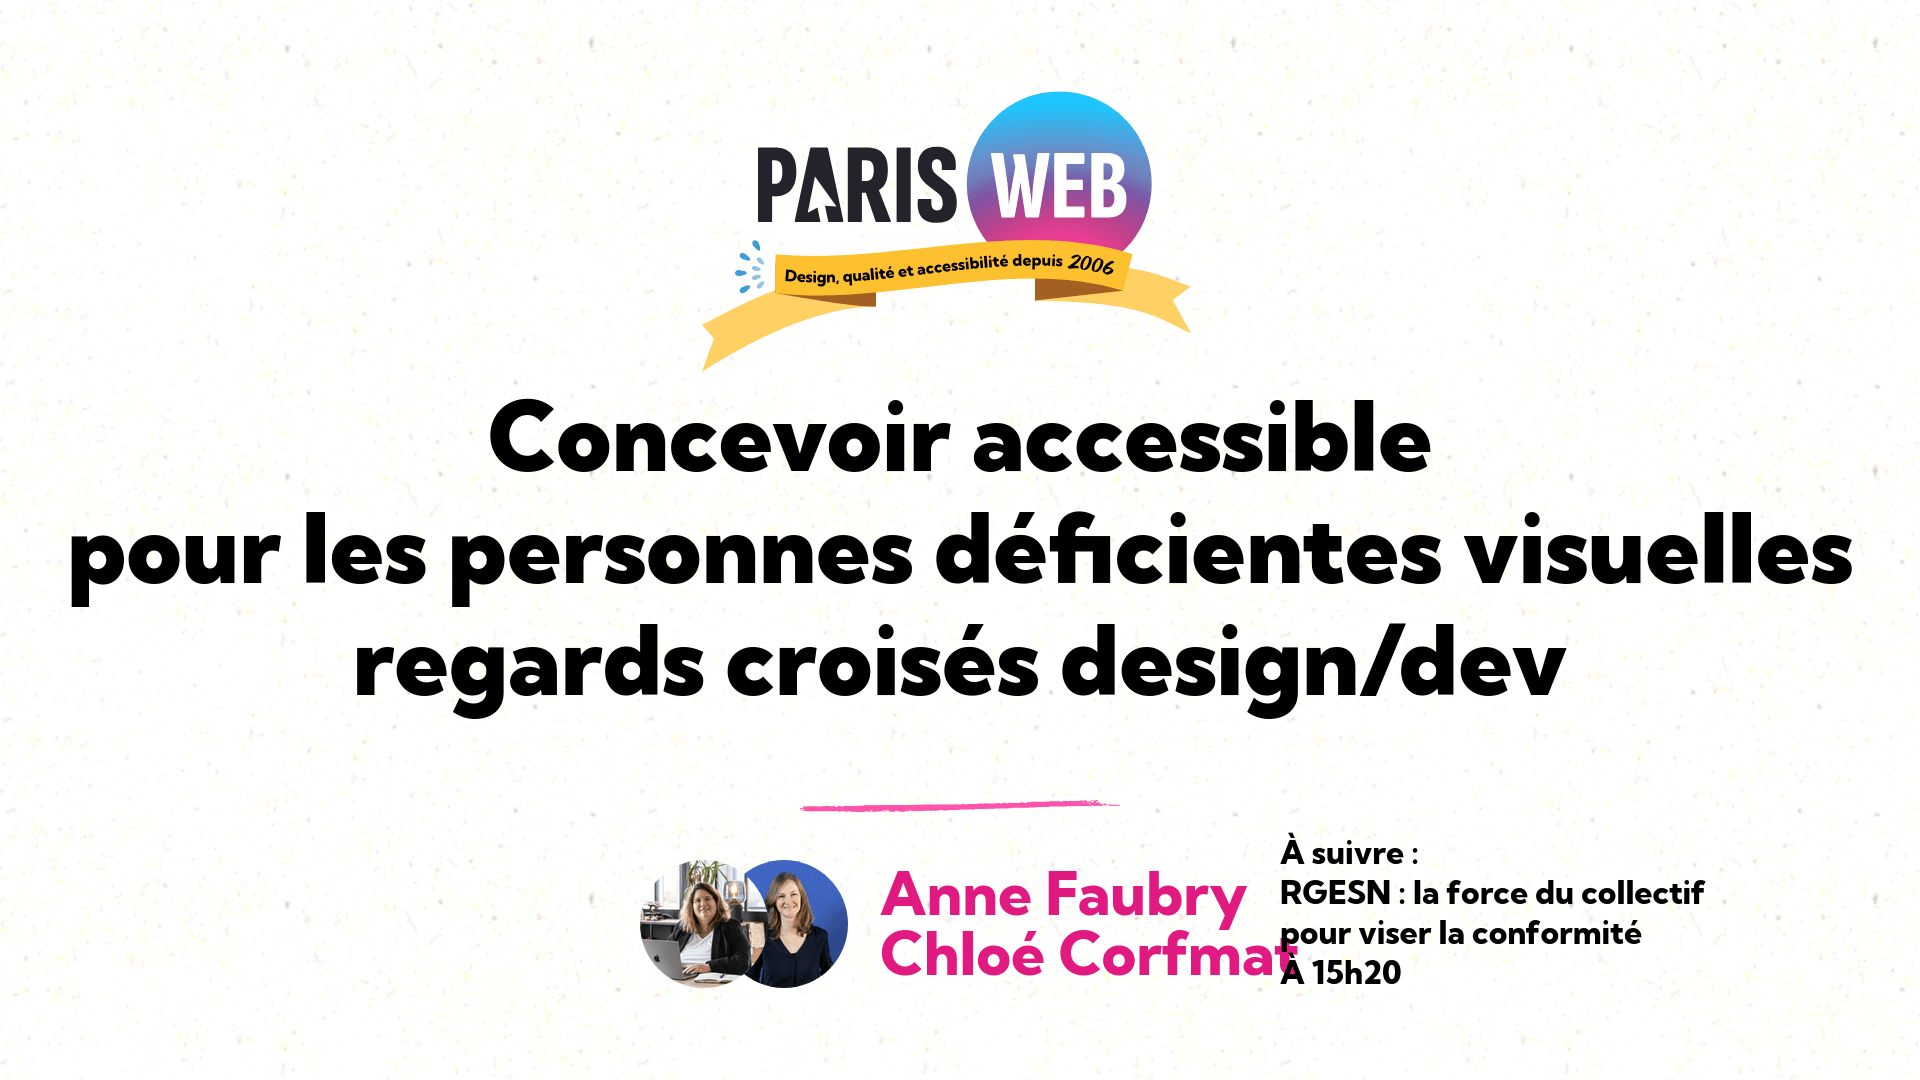 PARIS WEB
Design, qualité et accessibilité depuis 2006
Concevoir accessible
pour les personnes déficientes visuelles
regards croisés design/dev
Anne Faubry
Chloé Corfmat
À suivre :
RGESN : la force du collectif
pour viser la conformité
À 15h20